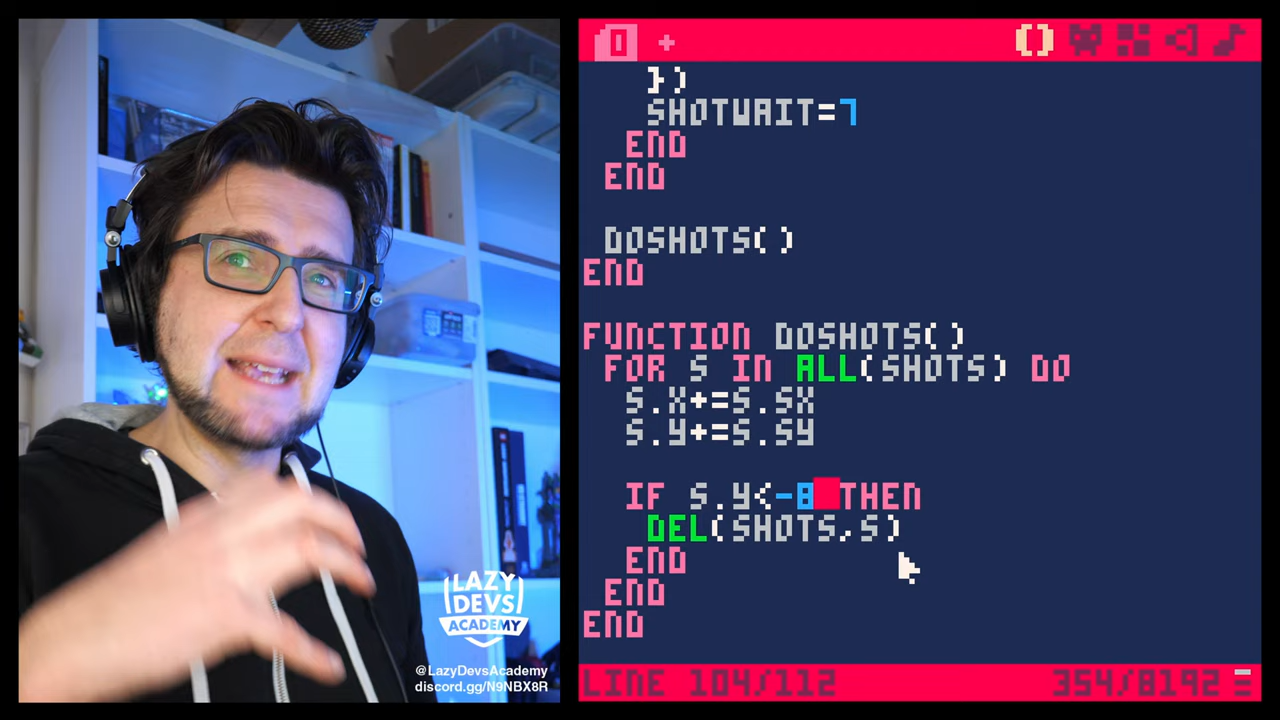 LAZY
DEVS
ACADEMY
@LazyDevsAcademy
discord.gg/N9NBX8R
0 +
})
SHOTWAIT=7
END
END
DOSHOTS()
END
FUNCTION DOSHOTS()
FOR S IN ALL(SHOTS) DO
S.X+=S.SX
S.Y+=S.SY
IF S.Y<-8 THEN
DEL(SHOTS,S)
END
END
END
LINE 104/112
354/8192